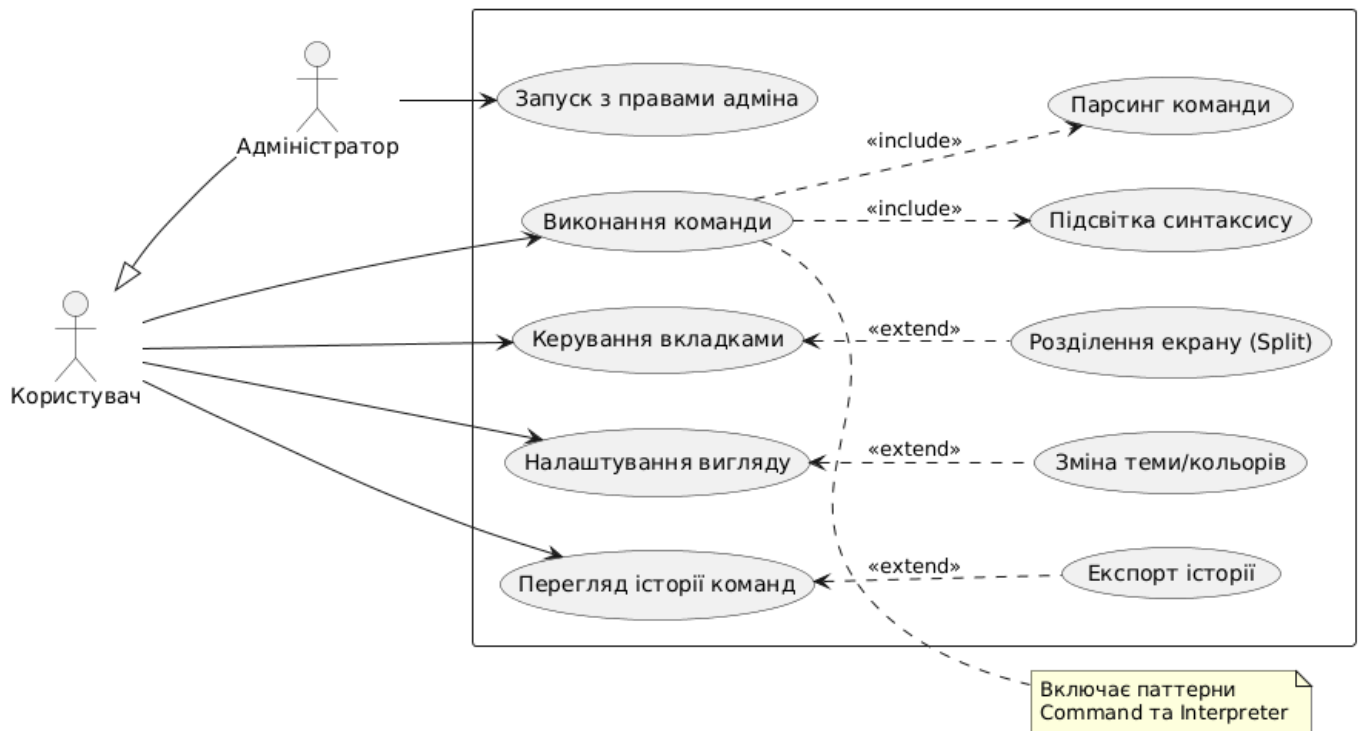 Адміністратор
Користувач
Запуск з правами адміна
Виконання команди
Керування вкладками
Налаштування вигляду
Перегляд історії команд
«include»
«include»
«extend»
«extend»
«extend»
Парсинг команди
Підсвітка синтаксису
Розділення екрану (Split)
Зміна теми/кольорів
Експорт історії
Включає паттерни
Command та Interpreter